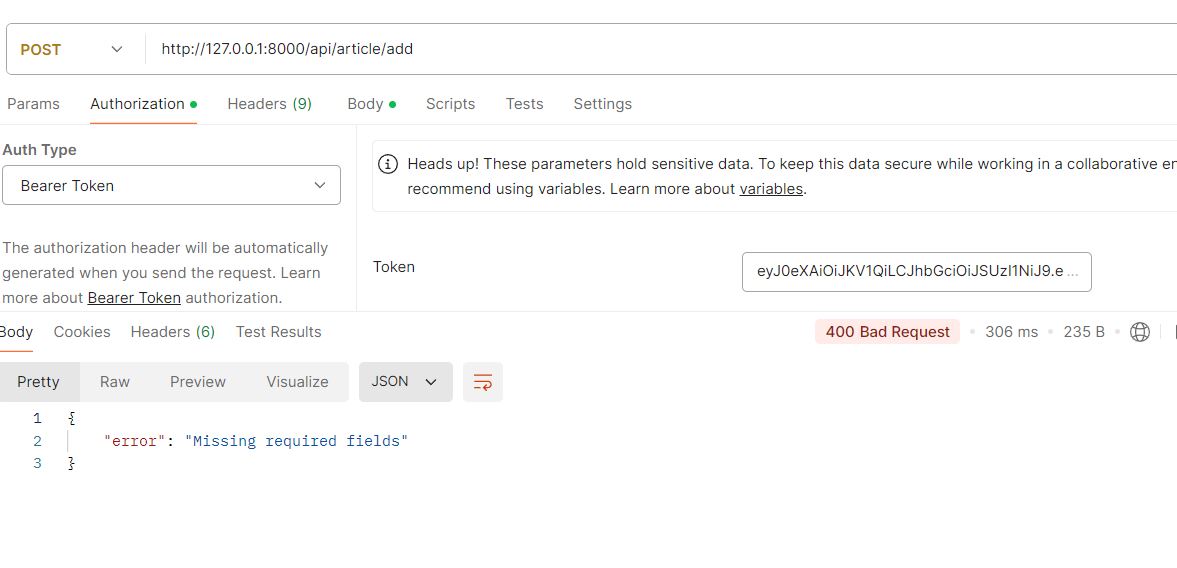 POST http://127.0.0.1:8000/api/article/add
Params Authorization Headers (9) Body Scripts Tests Settings
Auth Type
Bearer Token
The authorization header will be automatically
generated when you send the request. Learn
more about Bearer Token authorization.
Heads up! These parameters hold sensitive data. To keep this data secure while working in a collaborative en
recommend using variables. Learn more about variables.
Token eyJ0eXAiOiJKV1QiLCJhbGciOiJSUzI1NiJ9.e ...
Body Cookies Headers (6) Test Results 400 Bad Request 306 ms 235 B
Pretty Raw Preview Visualize JSON
1 {
2 "error": "Missing required fields"
3 }